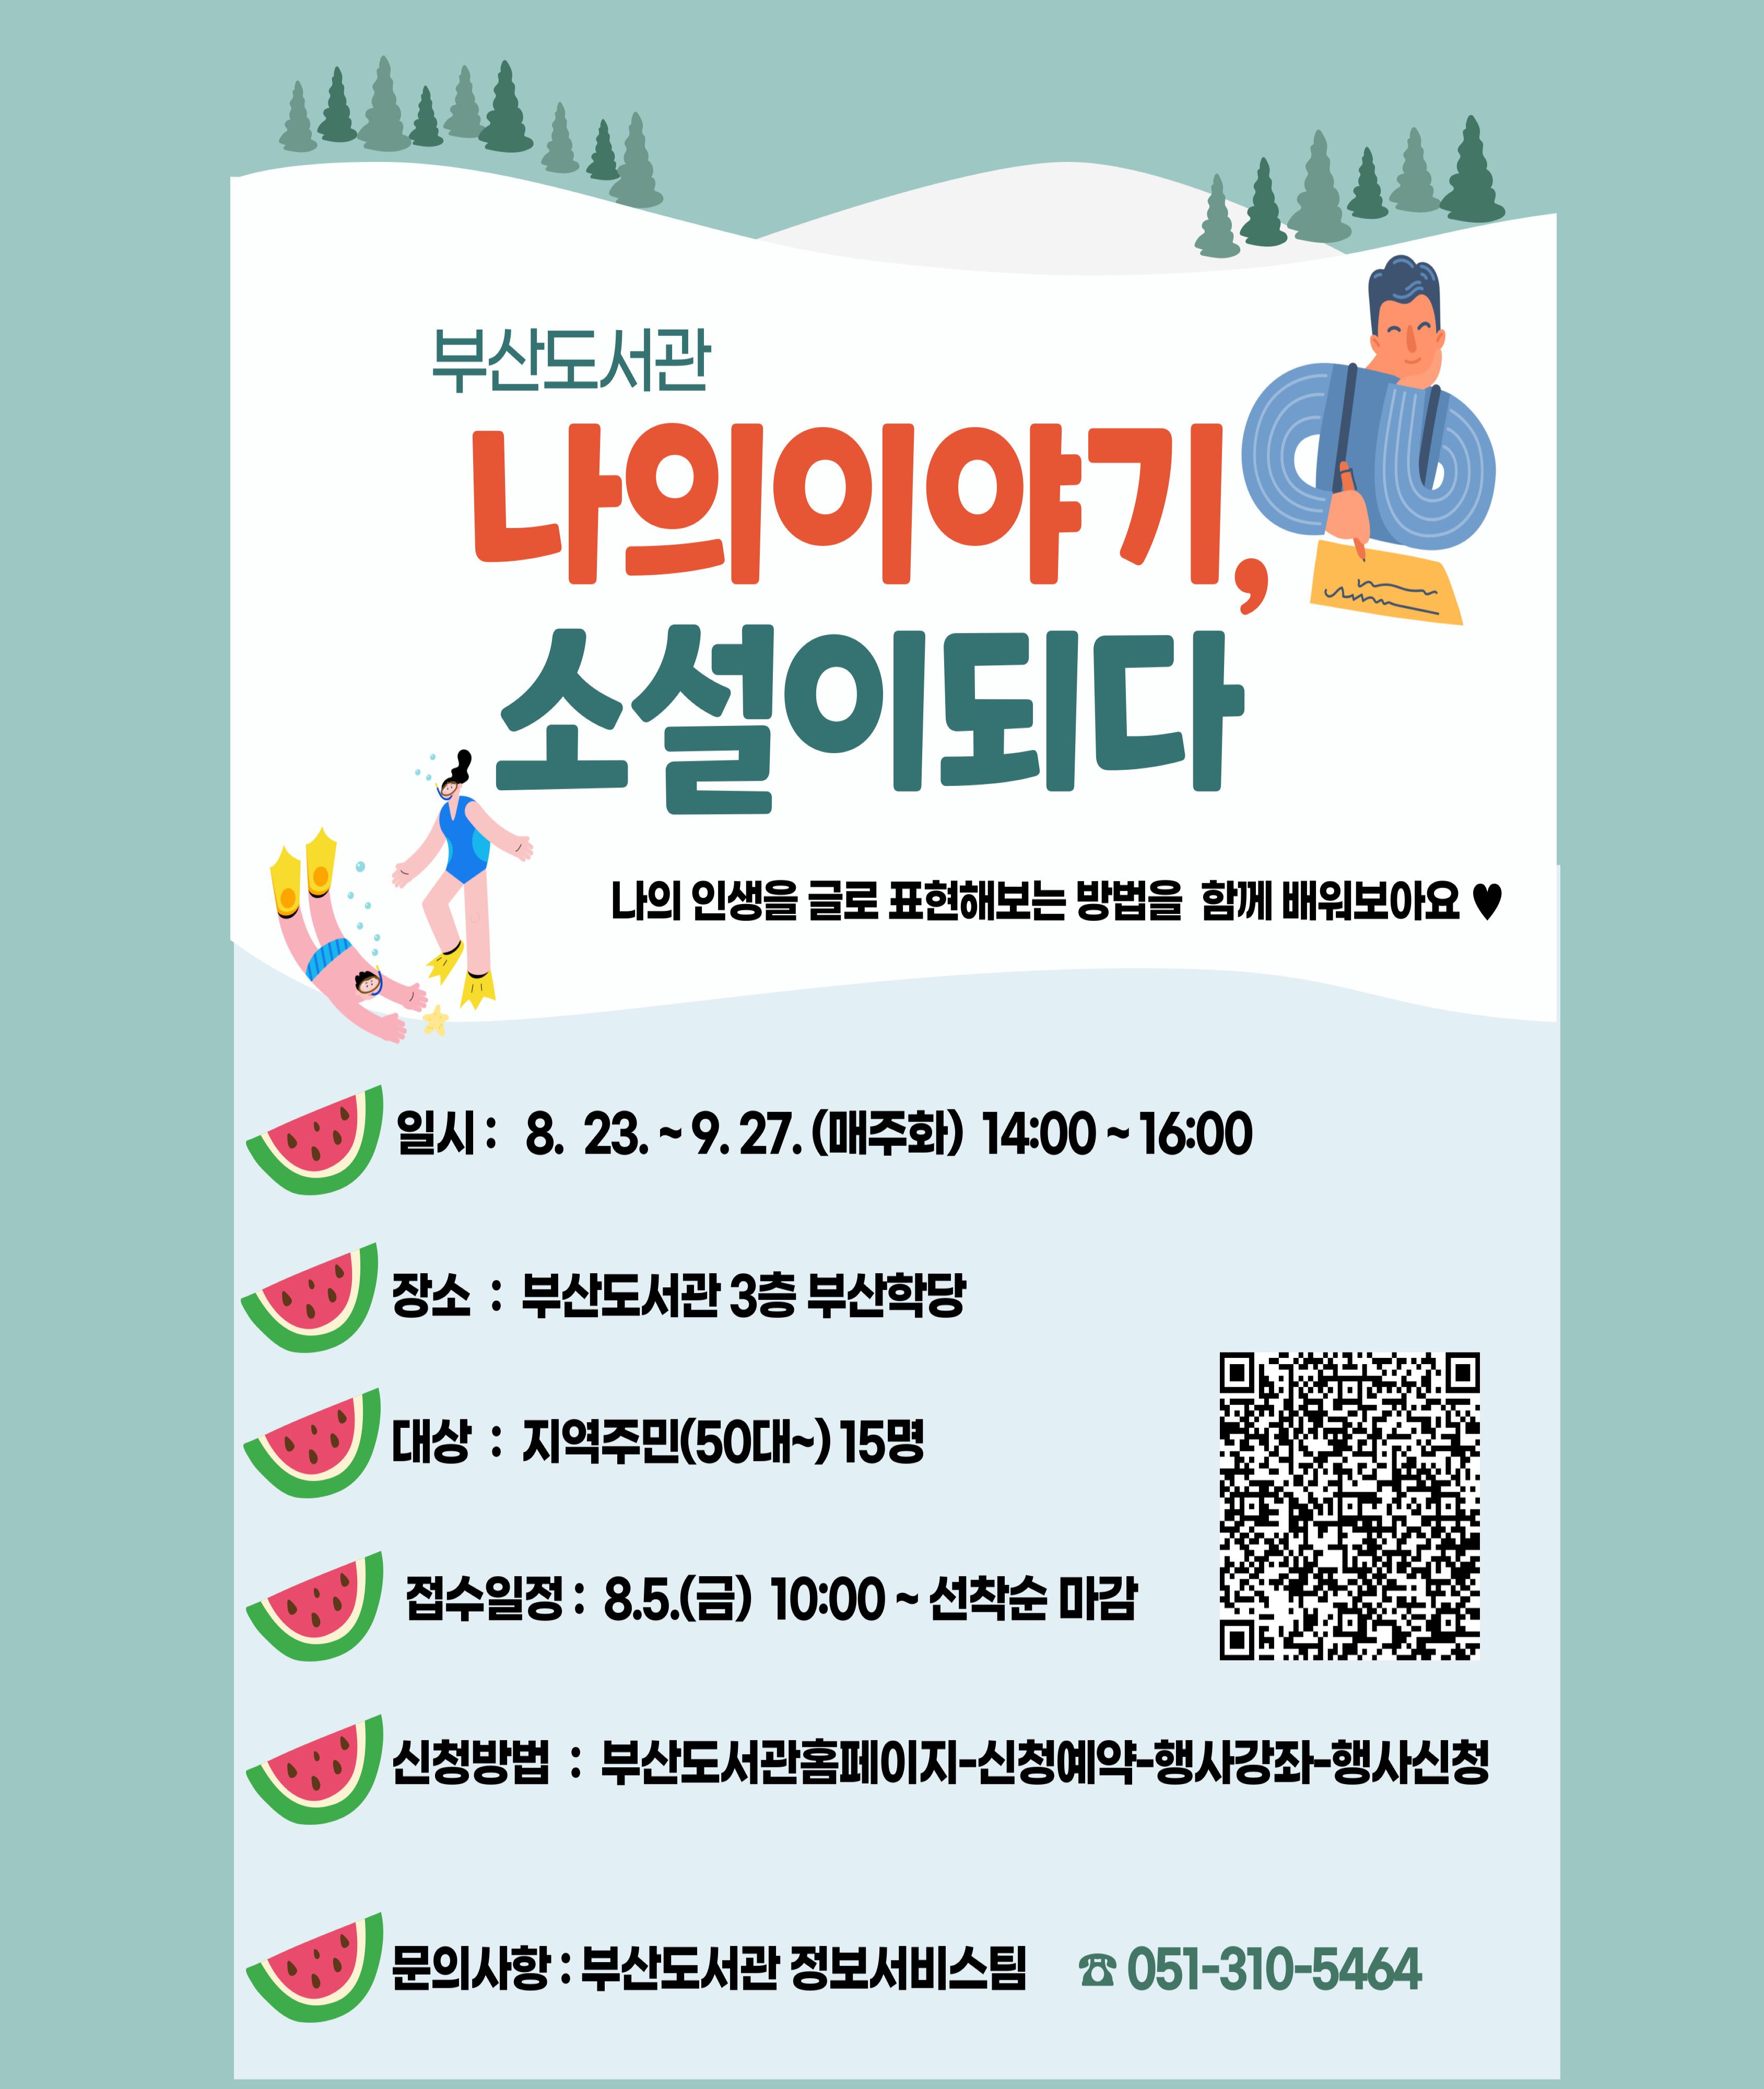 부산도서관
나의이야기,
소설이되다
나의 인생을 글로 표현해보는 방법을 함께 배워보아요 ♥
일시 : 8. 23. ~ 9. 27. (매주화) 14:00 ~ 16:00
장소 : 부산도서관 3층 부산학당
대상 : 지역주민(50대~) 15명
접수일정 : 8.5.(금) 10:00 ~ 선착순 마감
신청방법 : 부산도서관홈페이지-신청예약-행사강좌-행사신청
문의사항 : 부산도서관 정보서비스팀 ☎ 051-310-5464